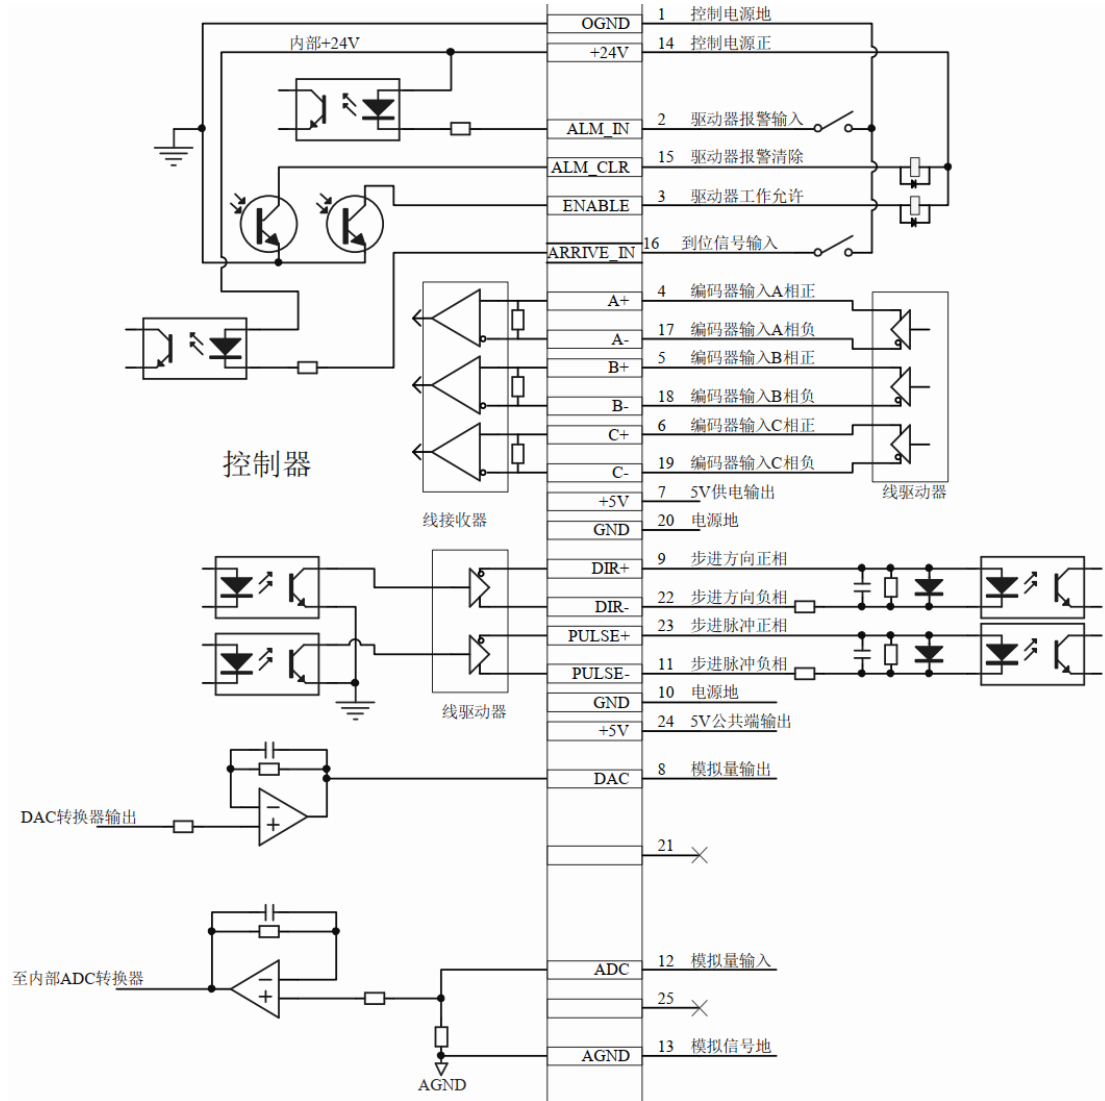 OGND 1 控制电源地
内部+24V +24V 14 控制电源正
ALM_IN 2 驱动器报警输入
ALM_CLR 15 驱动器报警清除
ENABLE 3 驱动器工作允许
ARRIVE_IN 16 到位信号输入
A+ 4 编码器输入A相正
A- 17 编码器输入A相负
B+ 5 编码器输入B相正
B- 18 编码器输入B相负
C+ 6 编码器输入C相正
控制器
C- 19 编码器输入C相负
线驱动器
+5V 7 5V供电输出
线接收器
GND 20 电源地
DIR+ 9 步进方向正相
DIR- 22 步进方向负相
PULSE+ 23 步进脉冲正相
PULSE- 11 步进脉冲负相
GND 10 电源地
线驱动器
+5V 24 5V公共端输出
DAC 8 模拟量输出
DAC转换器输出
21
ADC 12 模拟量输入
至内部ADC转换器
25
AGND 13 模拟信号地
AGND